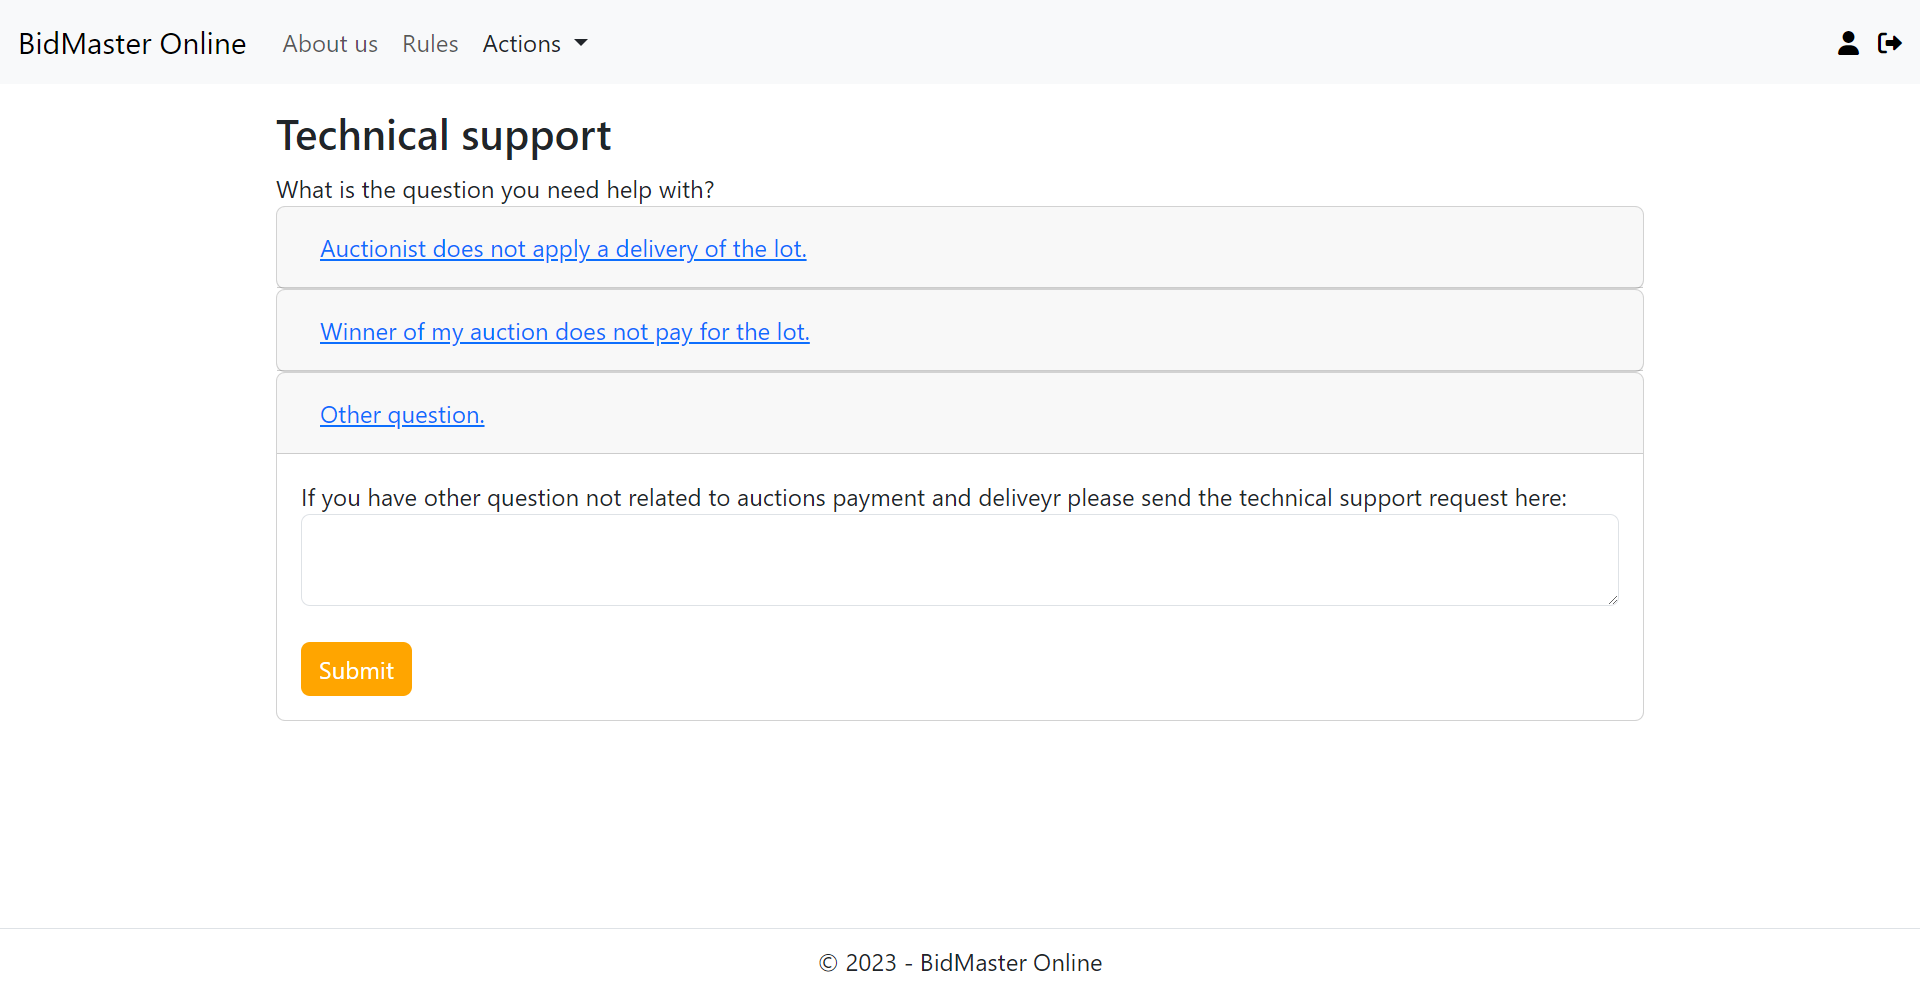 BidMaster Online About us Rules Actions
Technical support
What is the question you need help with?
Auctionist does not apply a delivery of the lot.
Winner of my auction does not pay for the lot.
Other question.
If you have other question not related to auctions payment and deliveyr please send the technical support request here:
Submit
© 2023 - BidMaster Online